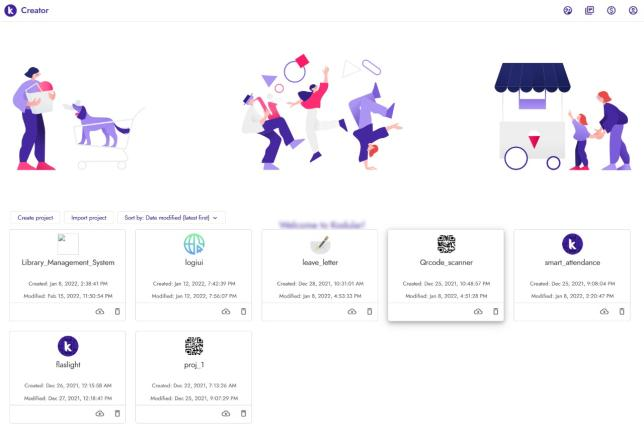 Creator
Create project
Import project
Sort by: Date modified (latest first)
Welcome to Kodular!
Library_Management_System
Created: Jan 8, 2022, 2:38:41 PM
Modified: Feb 15, 2022, 11:50:54 PM
logiui
Created: Jan 12, 2022, 7:42:39 PM
Modified: Jan 12, 2022, 7:56:07 PM
leave_letter
Created: Dec 28, 2021, 10:31:01 AM
Modified: Jan 8, 2022, 4:53:33 PM
Qrcode_scanner
Created: Dec 25, 2021, 10:48:57 PM
Modified: Jan 8, 2022, 4:51:28 PM
smart_attendance
Created: Dec 25, 2021, 9:08:04 PM
Modified: Jan 8, 2022, 2:20:47 PM
flaslight
Created: Dec 26, 2021, 12:15:58 AM
Modified: Dec 27, 2021, 12:18:41 PM
proj_1
Created: Dec 22, 2021, 7:13:26 AM
Modified: Dec 25, 2021, 9:07:29 PM